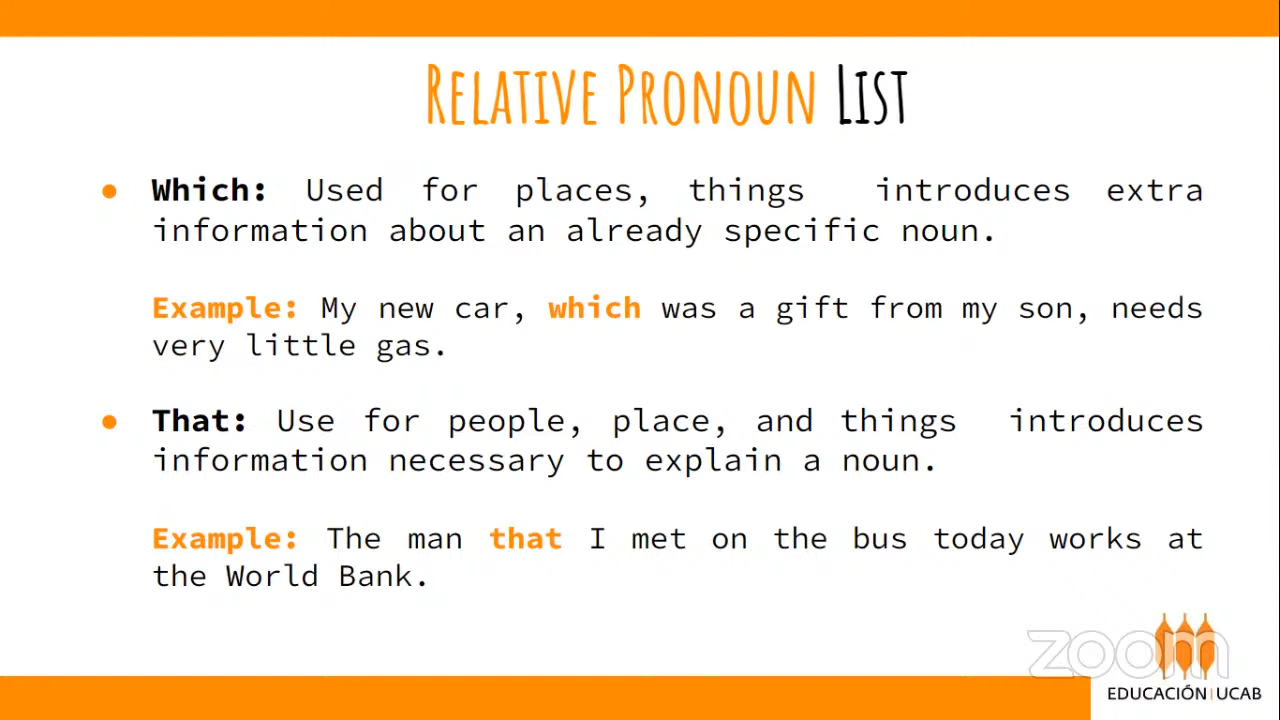 RELATIVE PRONOUN LIST
● Which: Used for places, things introduces extra
information about an already specific noun.
Example: My new car, which was a gift from my son, needs
very little gas.
● That: Use for people, place, and things introduces
information necessary to explain a noun.
Example: The man that I met on the bus today works at
the World Bank.
zoom
EDUCACIÓN|UCAB